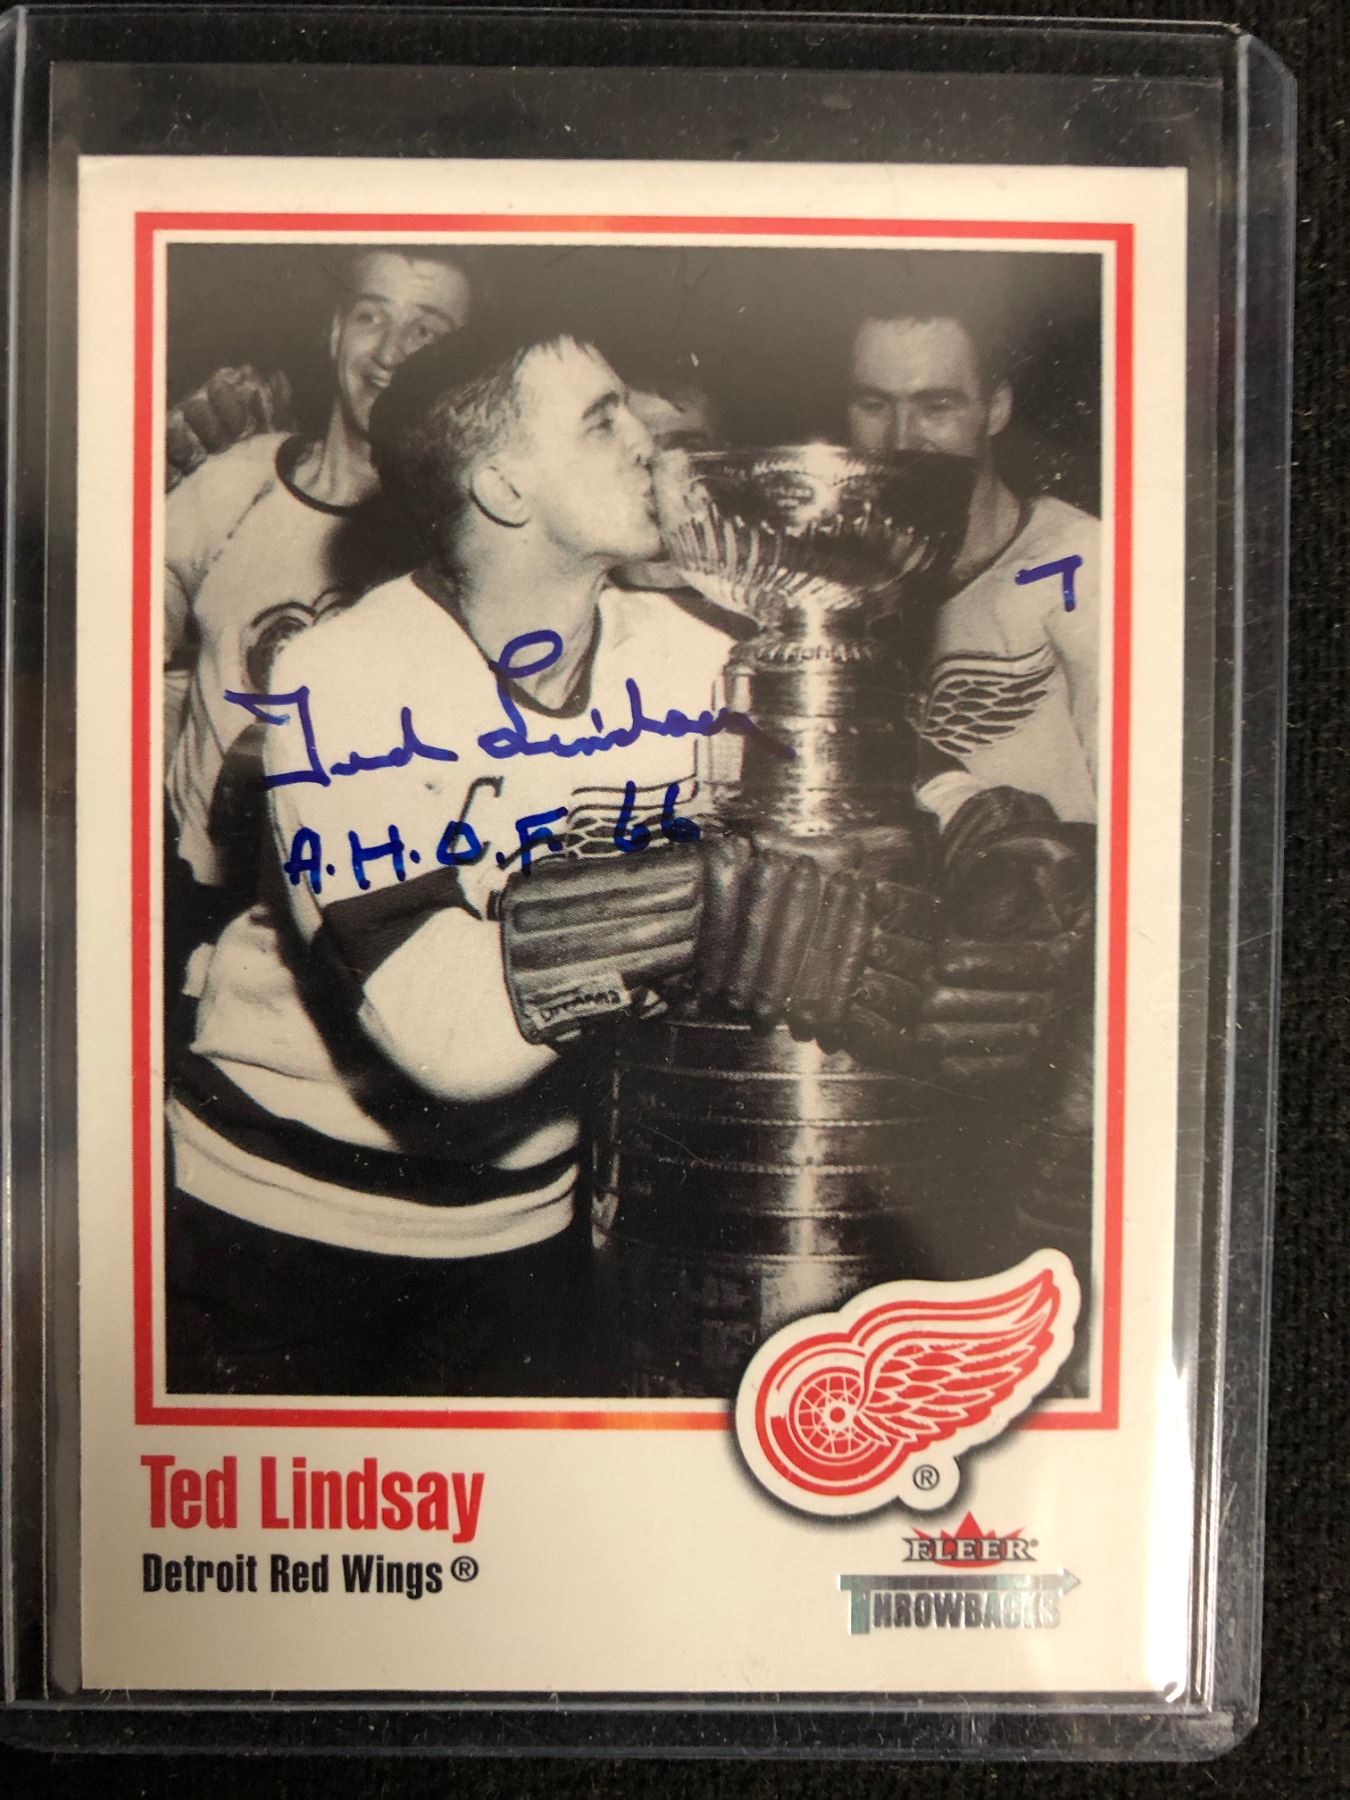 7
Ted Lindsay
A.H.O.F. 66
C
Ted Lindsay
Detroit Red Wings®
®
FLEER®
THROWBACKS